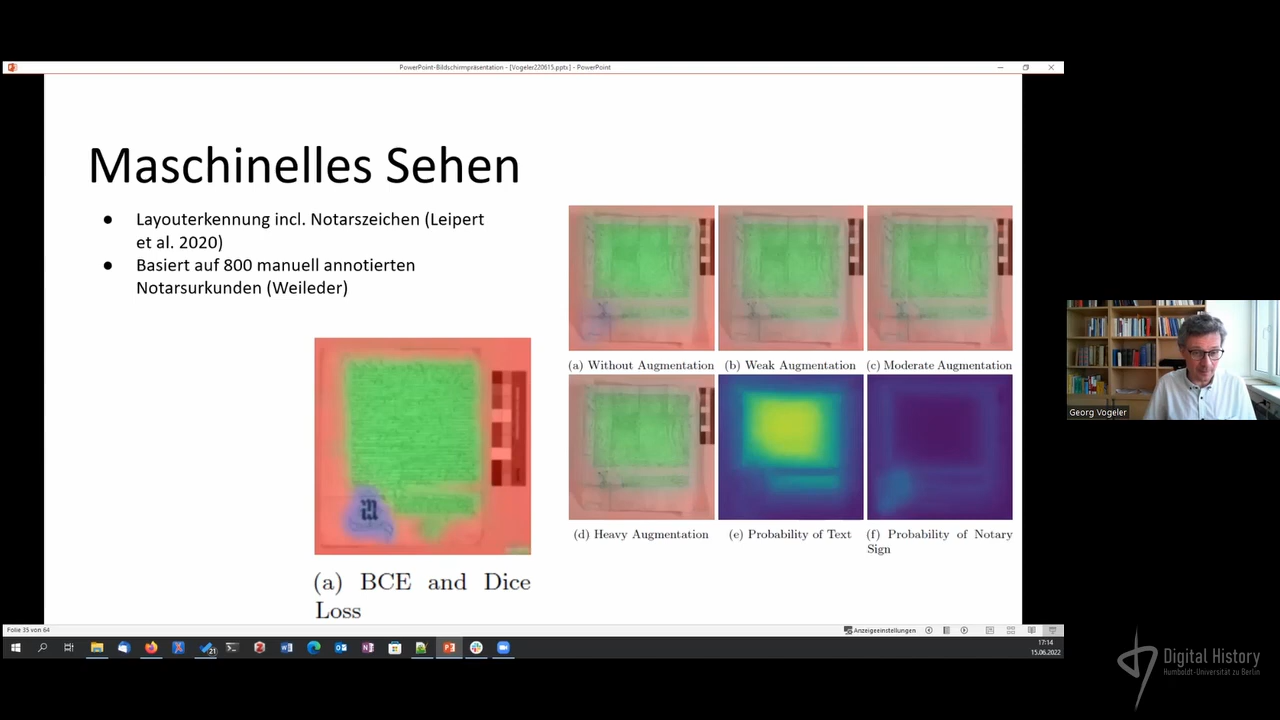 PowerPoint-Bildschirmpräsentation - [Vogeler220615.pptx] - PowerPoint
Maschinelles Sehen
● Layouterkennung incl. Notarszeichen (Leipert
et al. 2020)
● Basiert auf 800 manuell annotierten
Notarsurkunden (Weileder)
(a) BCE and Dice
Loss
(a) Without Augmentation
(b) Weak Augmentation
(c) Moderate Augmentation
(d) Heavy Augmentation
(e) Probability of Text
(f) Probability of Notary
Sign
Georg Vogeler
Folie 35 von 64
Anzeigeeinstellungen
21
17:14
15.06.2022
Digital History
Humboldt-Universität zu Berlin